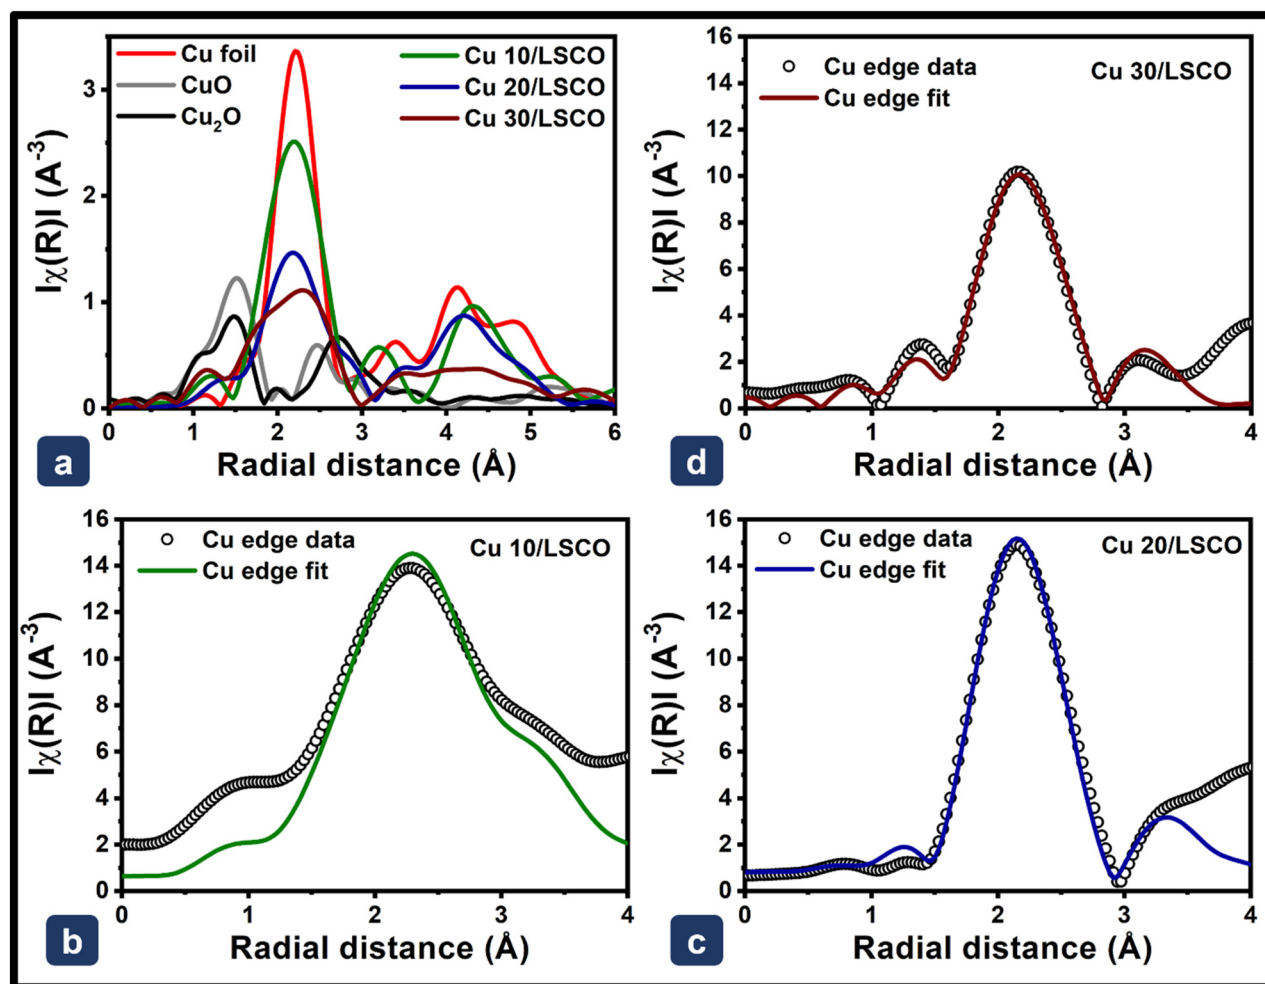 Cu foil
CuO
Cu₂O
Cu 10/LSCO
Cu 20/LSCO
Cu 30/LSCO
Iχ(R)I (A⁻³)
3
2
1
0
0 1 2 3 4 5 6
Radial distance (Å)
a
Cu edge data
Cu edge fit
Cu 30/LSCO
Iχ(R)I (A⁻³)
16
14
12
10
8
6
4
2
0
0 1 2 3 4
Radial distance (Å)
d
Cu edge data
Cu edge fit
Cu 10/LSCO
Iχ(R)I (A⁻³)
16
14
12
10
8
6
4
2
0
0 1 2 3 4
Radial distance (Å)
b
Cu edge data
Cu edge fit
Cu 20/LSCO
Iχ(R)I (A⁻³)
16
14
12
10
8
6
4
2
0
0 1 2 3 4
Radial distance (Å)
c